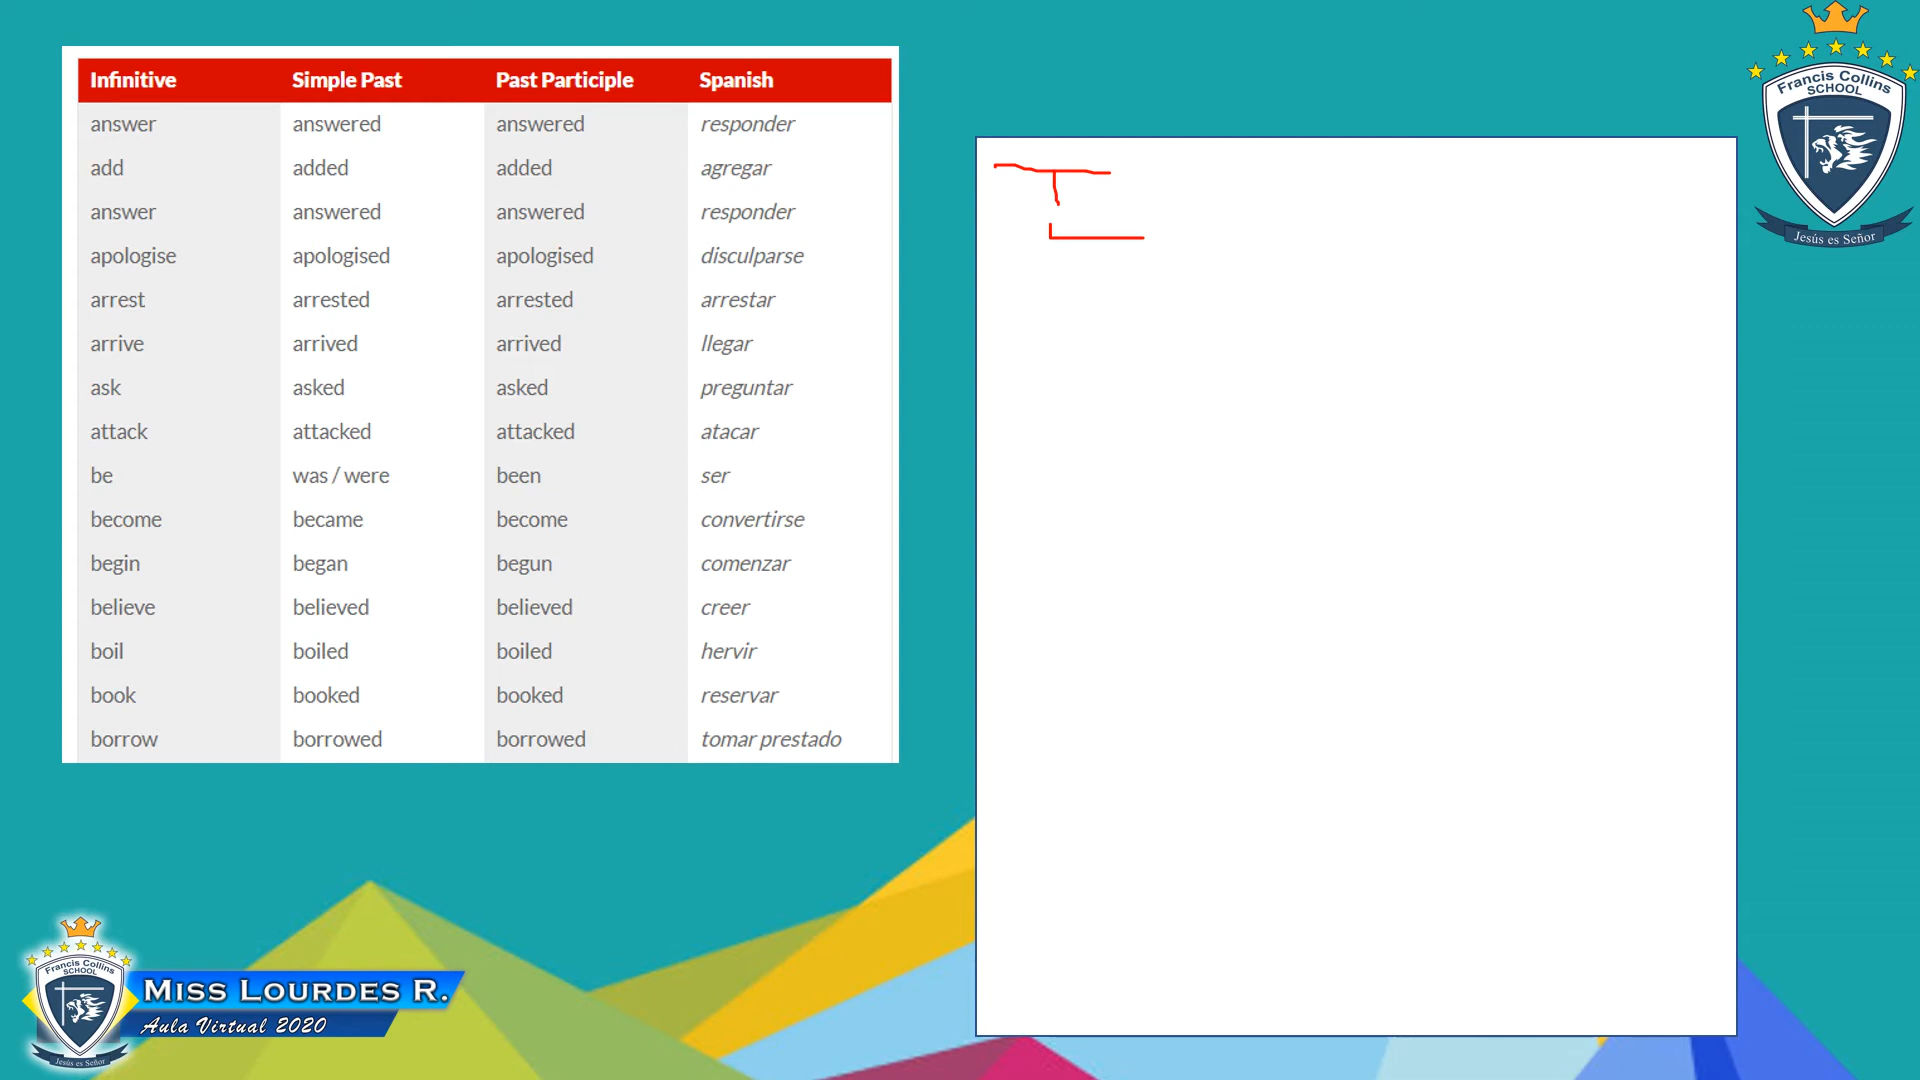 Infinitive Simple Past Past Participle Spanish
answer answered answered responder
add added added agregar
answer answered answered responder
apologise apologised apologised disculparse
arrest arrested arrested arrestar
arrive arrived arrived llegar
ask asked asked preguntar
attack attacked attacked atacar
be was / were been ser
become became become convertirse
begin began begun comenzar
believe believed believed creer
boil boiled boiled hervir
book booked booked reservar
borrow borrowed borrowed tomar prestado
Francis Collins
SCHOOL
Jesús es Señor
Francis Collins
SCHOOL
Jesús es Señor
MISS LOURDES R.
Aula Virtual 2020